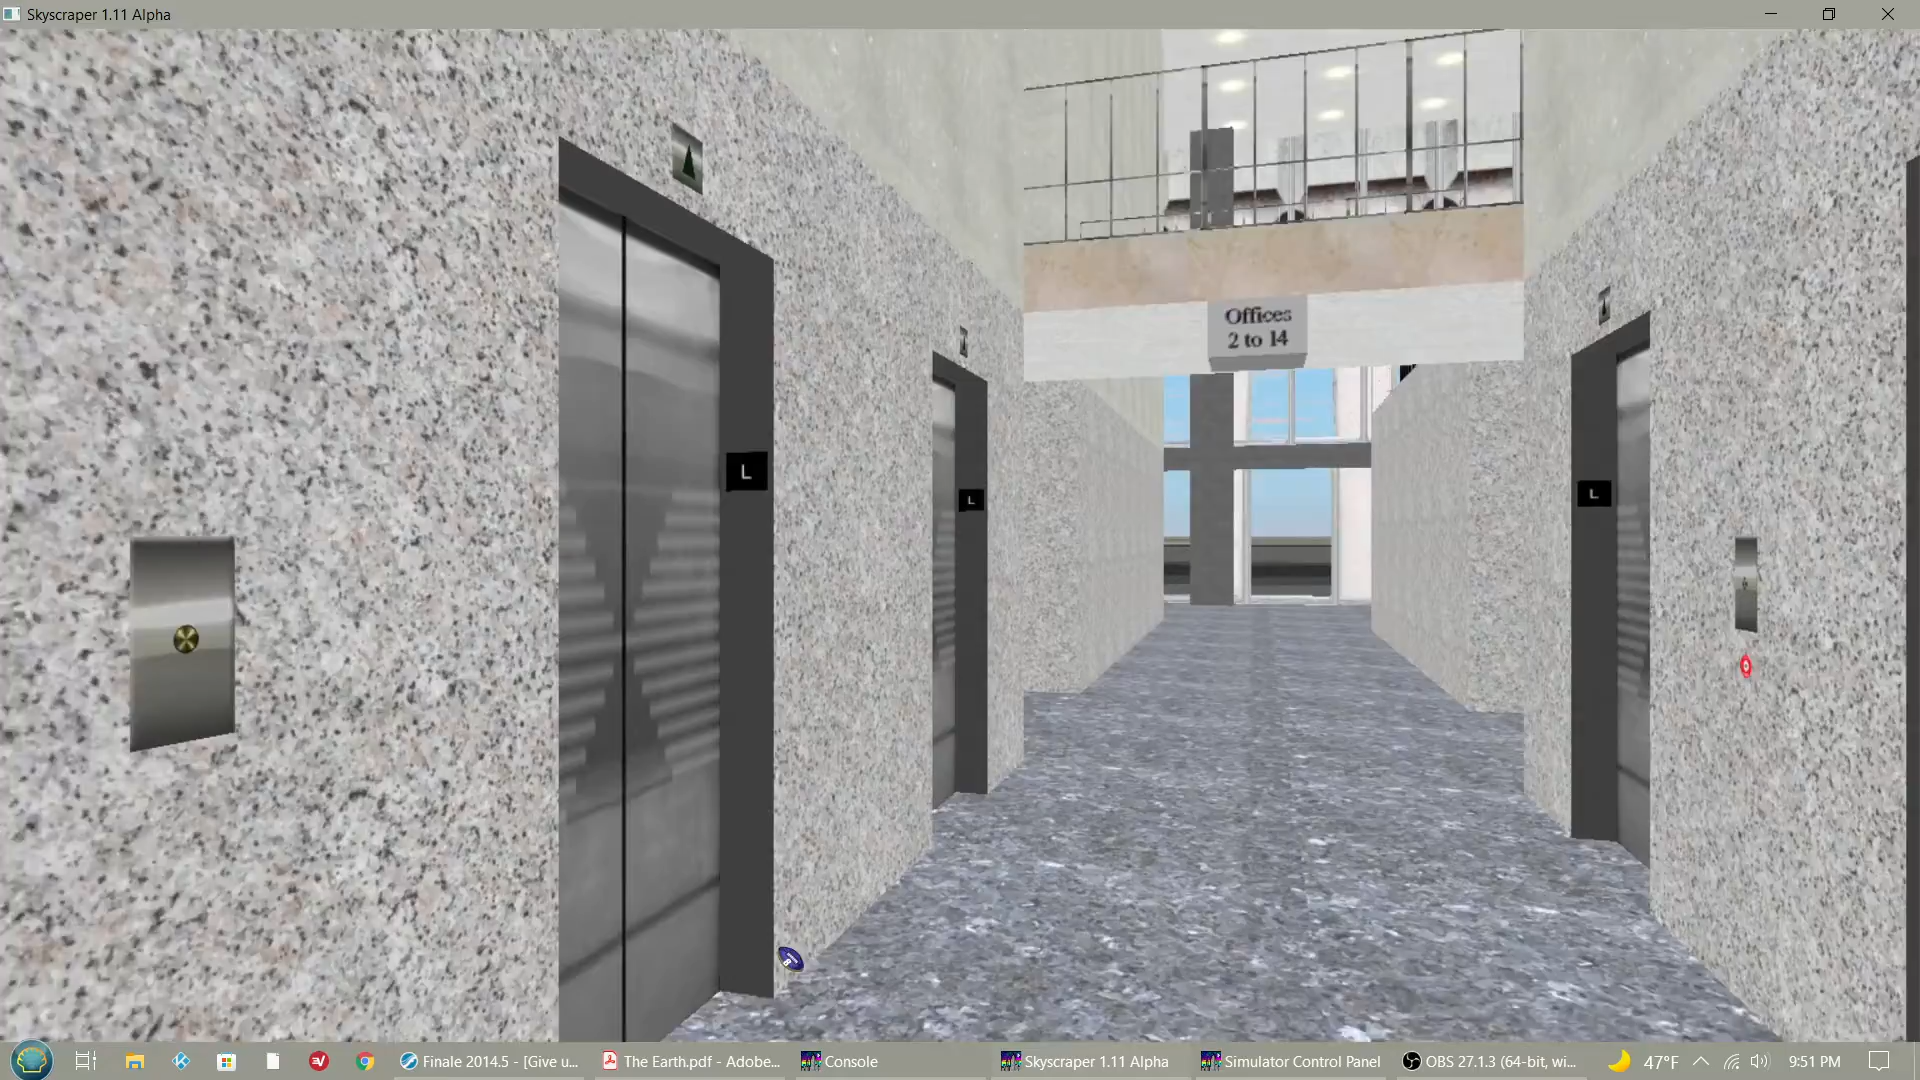 Skyscraper 1.11 Alpha
Offices
2 to 14
L
L
L
Finale 2014.5 - [Give u...
The Earth.pdf - Adobe...
Console
Skyscraper 1.11 Alpha
Simulator Control Panel
OBS 27.1.3 (64-bit, wi...
47°F
9:51 PM